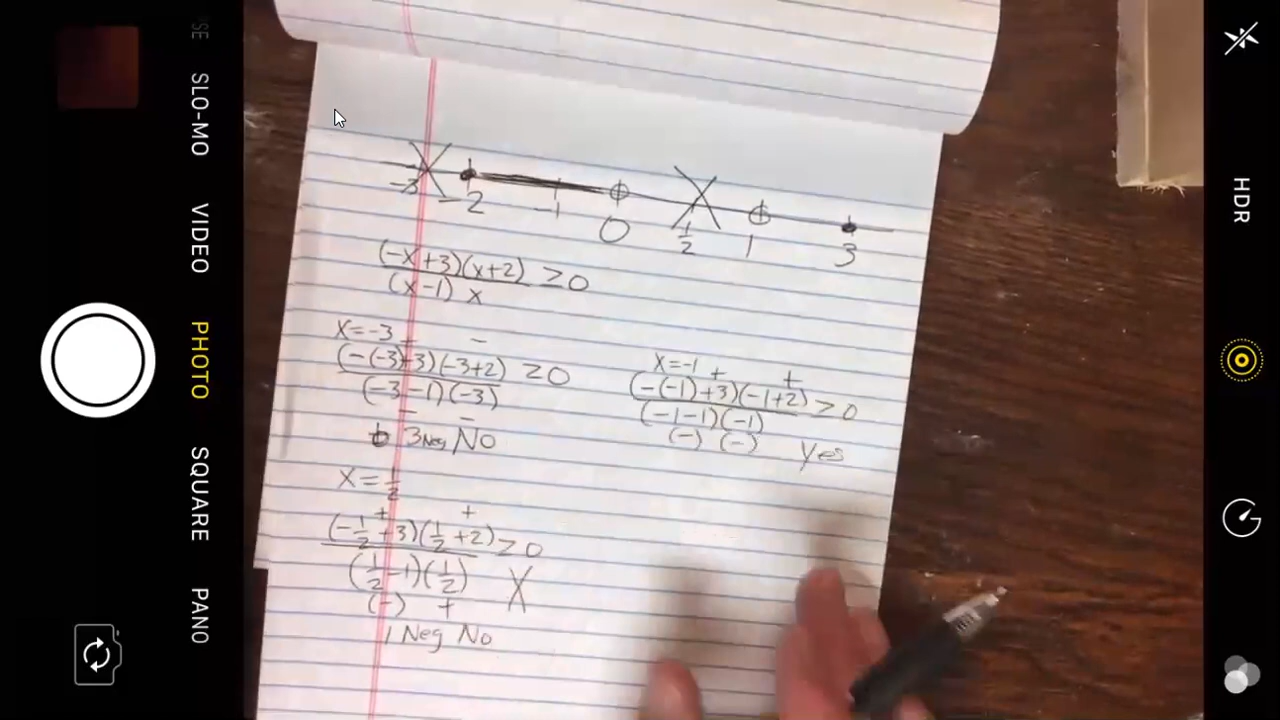 -3 -2 -1 0 1/2 1 3
(-x+3)(x+2) ≥0
(x-1) x
x=-3
+ -
(-(-3)+3)(-3+2) ≥0
(-3-1)(-3)
- -
3 Neg No
x=-1
+ +
(-(-1)+3)(-1+2) ≥0
(-1-1)(-1)
(-) (-) Yes
x=1/2
+ +
(-1/2+3)(1/2+2) ≥0
(1/2-1)(1/2) X
(-) +
1 Neg No
SLO-MO
VIDEO
PHOTO
SQUARE
PANO
HDR